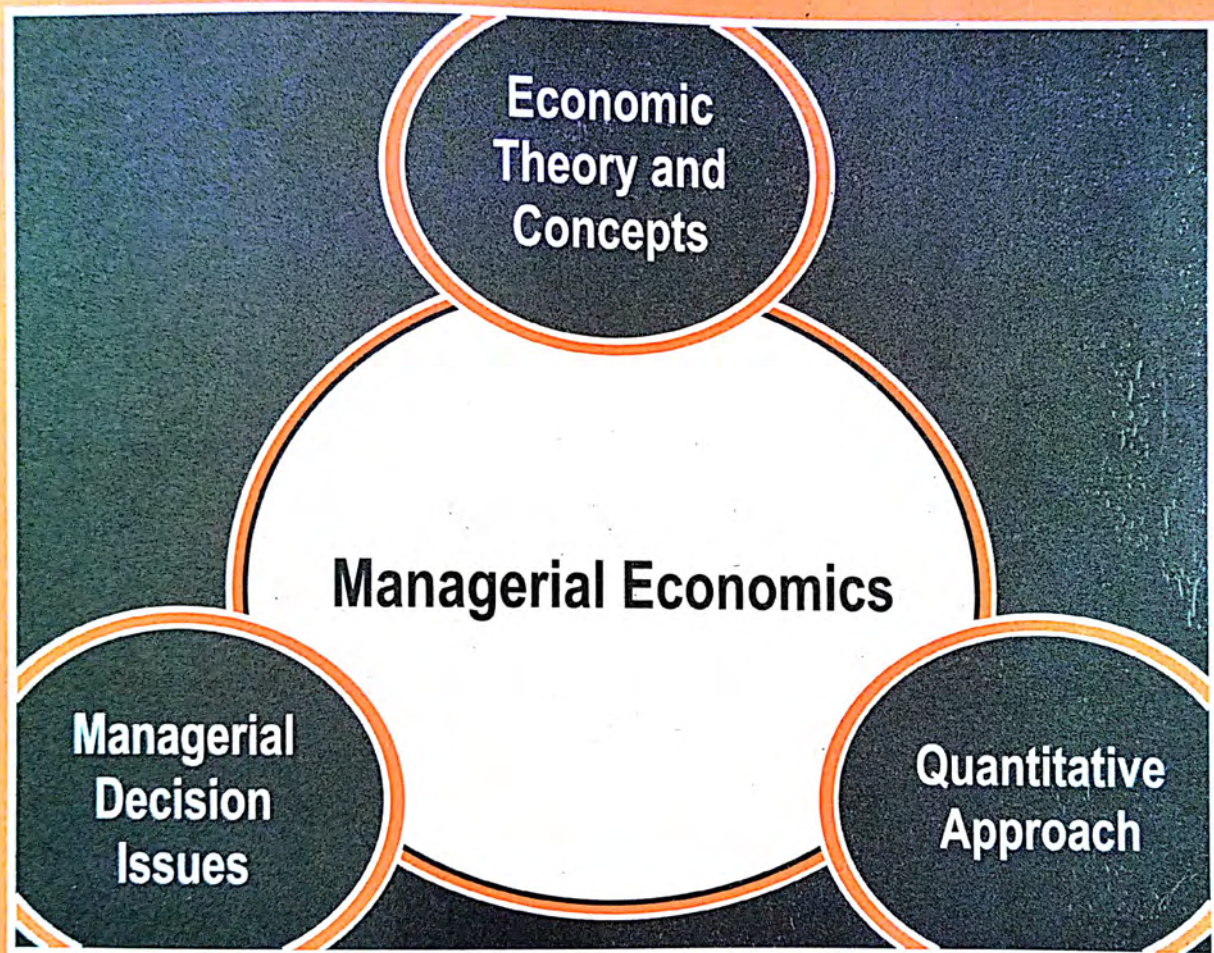 Economic
Theory and
Concepts
Managerial Economics
Managerial
Decision
Issues
Quantitative
Approach